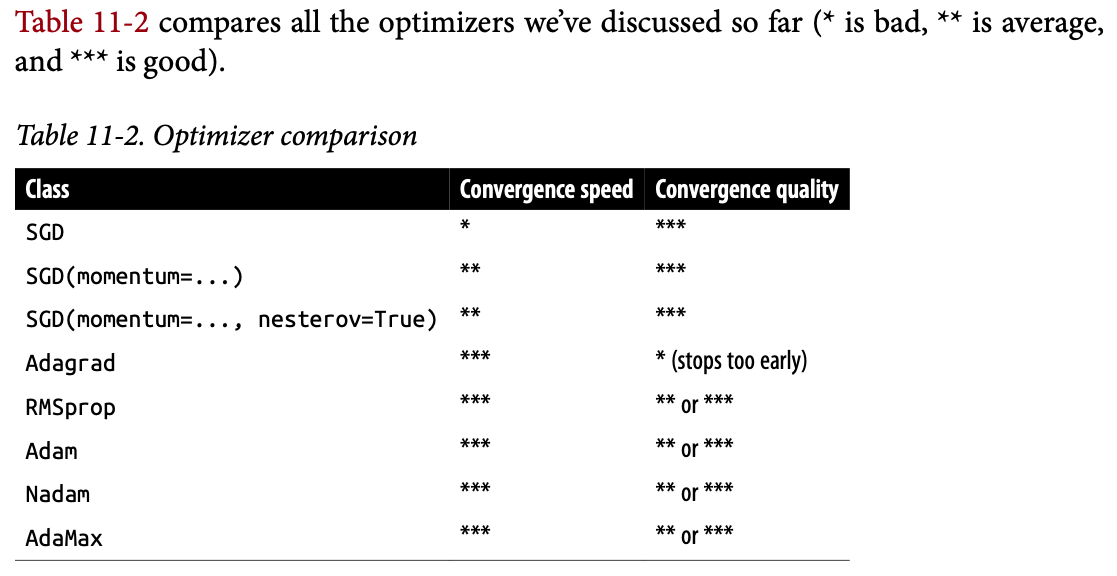 Table 11-2 compares all the optimizers we’ve discussed so far (* is bad, ** is average,
and *** is good).
Table 11-2. Optimizer comparison
Class Convergence speed Convergence quality
SGD * ***
SGD(momentum=...) ** ***
SGD(momentum=..., nesterov=True) ** ***
Adagrad *** * (stops too early)
RMSprop *** ** or ***
Adam *** ** or ***
Nadam *** ** or ***
AdaMax *** ** or ***